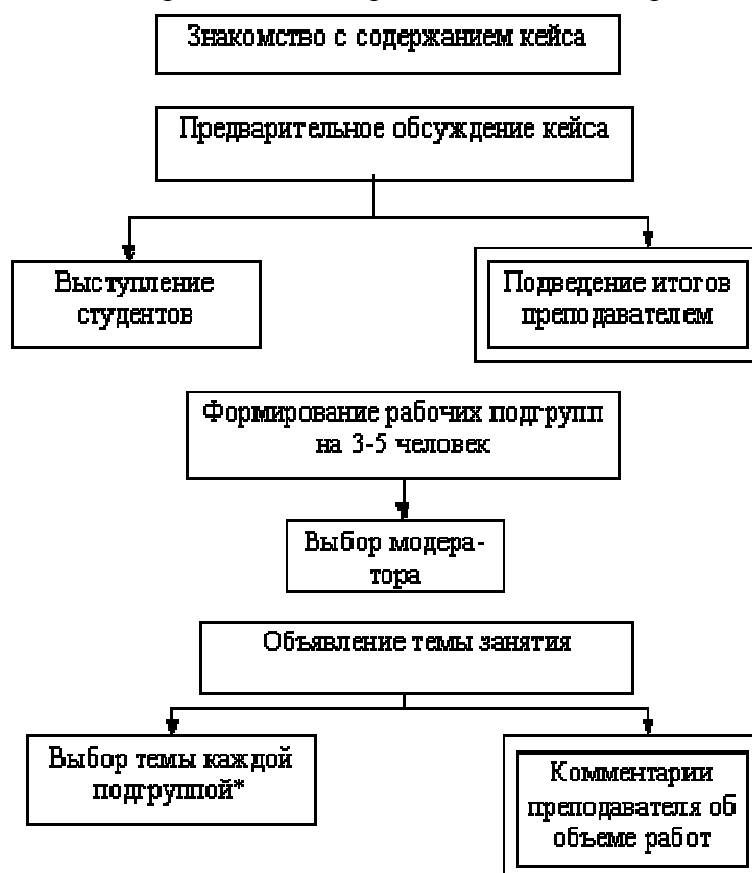 Знакомство с содержанием кейса
Предварительное обсуждение кейса
Выступление
студентов
Подведение итогов
преподавателем
Формирование рабочих подгрупп
на 3-5 человек
Выбор модера-
тора
Объявление темы занятия
Выбор темы каждой
подгруппой*
Комментарии
преподавателя об
объеме работ